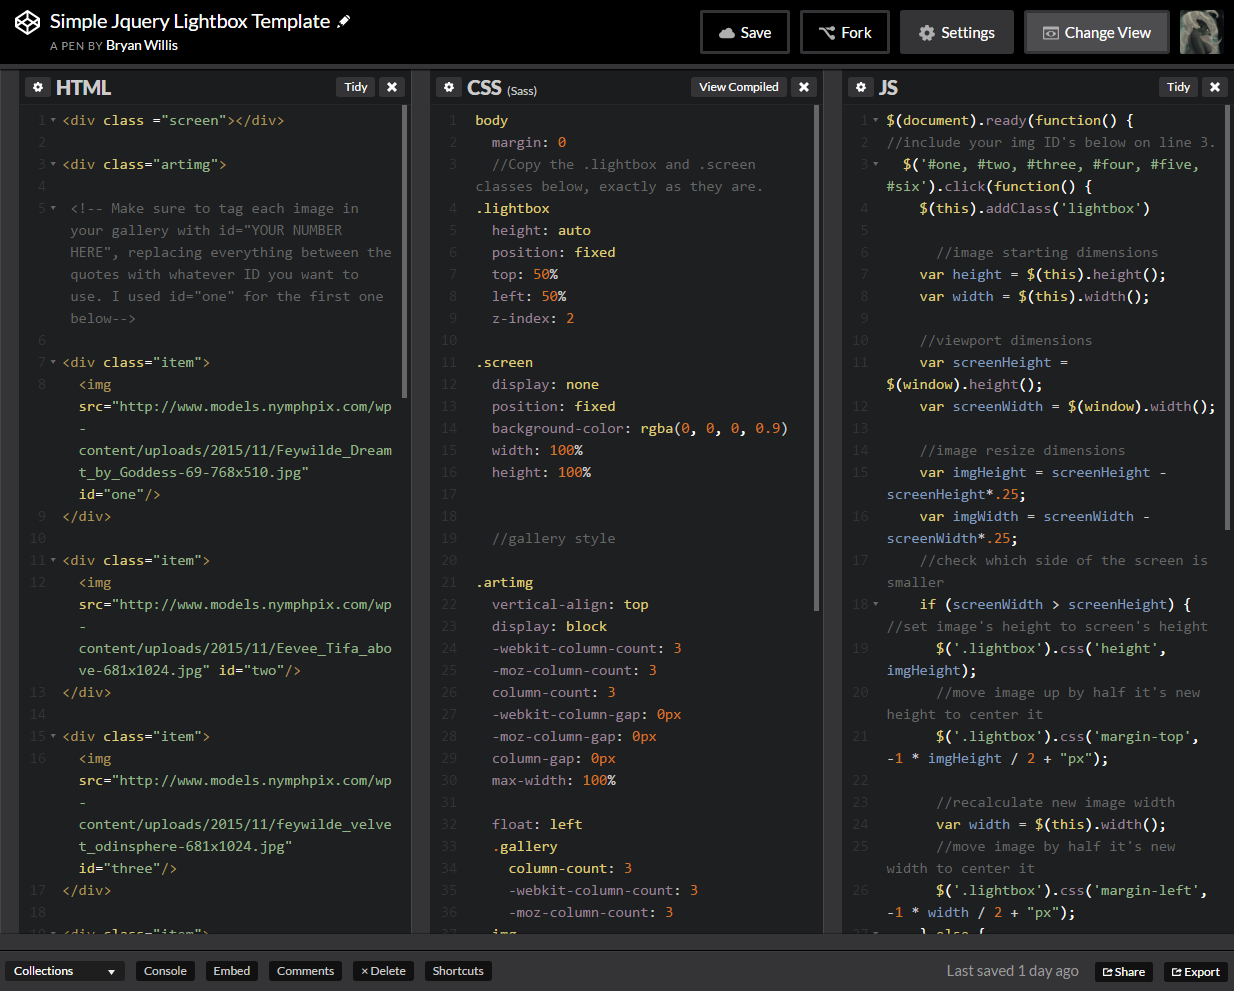 Simple Jquery Lightbox Template
A PEN BY Bryan Willis
Save
Fork
Settings
Change View
HTML
Tidy
1 <div class ="screen"></div>
2
3 <div class="artimg">
4
5 <!-- Make sure to tag each image in
your gallery with id="YOUR NUMBER
HERE", replacing everything between the
quotes with whatever ID you want to
use. I used id="one" for the first one
below-->
6
7 <div class="item">
8 <img
src="http://www.models.nymphpix.com/wp
-
content/uploads/2015/11/Feywilde_Dream
t_by_Goddess-69-768x510.jpg"
id="one"/>
9 </div>
10
11 <div class="item">
12 <img
src="http://www.models.nymphpix.com/wp
-
content/uploads/2015/11/Eevee_Tifa_abo
ve-681x1024.jpg" id="two"/>
13 </div>
14
15 <div class="item">
16 <img
src="http://www.models.nymphpix.com/wp
-
content/uploads/2015/11/feywilde_velve
t_odinsphere-681x1024.jpg"
id="three"/>
17 </div>
18
19 <div class="item">
CSS (Sass)
View Compiled
1 body
2 margin: 0
3 //Copy the .lightbox and .screen
classes below, exactly as they are.
4 .lightbox
5 height: auto
6 position: fixed
7 top: 50%
8 left: 50%
9 z-index: 2
10
11 .screen
12 display: none
13 position: fixed
14 background-color: rgba(0, 0, 0, 0.9)
15 width: 100%
16 height: 100%
17
18
19 //gallery style
20
21 .artimg
22 vertical-align: top
23 display: block
24 -webkit-column-count: 3
25 -moz-column-count: 3
26 column-count: 3
27 -webkit-column-gap: 0px
28 -moz-column-gap: 0px
29 column-gap: 0px
30 max-width: 100%
31
32 float: left
33 .gallery
34 column-count: 3
35 -webkit-column-count: 3
36 -moz-column-count: 3
37 img
JS
Tidy
1 $(document).ready(function() {
2 //include your img ID's below on line 3.
3 $('#one, #two, #three, #four, #five,
#six').click(function() {
4 $(this).addClass('lightbox')
5
6 //image starting dimensions
7 var height = $(this).height();
8 var width = $(this).width();
9
10 //viewport dimensions
11 var screenHeight =
$(window).height();
12 var screenWidth = $(window).width();
13
14 //image resize dimensions
15 var imgHeight = screenHeight -
screenHeight*.25;
16 var imgWidth = screenWidth -
screenWidth*.25;
17 //check which side of the screen is
smaller
18 if (screenWidth > screenHeight) {
//set image's height to screen's height
19 $('.lightbox').css('height',
imgHeight);
20 //move image up by half it's new
height to center it
21 $('.lightbox').css('margin-top',
-1 * imgHeight / 2 + "px");
22
23 //recalculate new image width
24 var width = $(this).width();
25 //move image by half it's new
width to center it
26 $('.lightbox').css('margin-left',
-1 * width / 2 + "px");
27 } else {
Collections
Console
Embed
Comments
× Delete
Shortcuts
Last saved 1 day ago
Share
Export